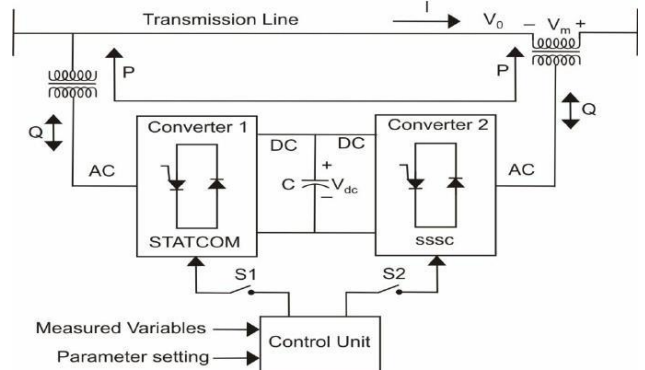 Transmission Line
I
V₀
− Vₘ +
P
P
Q
Q
Converter 1
Converter 2
DC
DC
AC
AC
+
C
Vdc
−
STATCOM
sssc
S1
S2
Measured Variables
Parameter setting
Control Unit